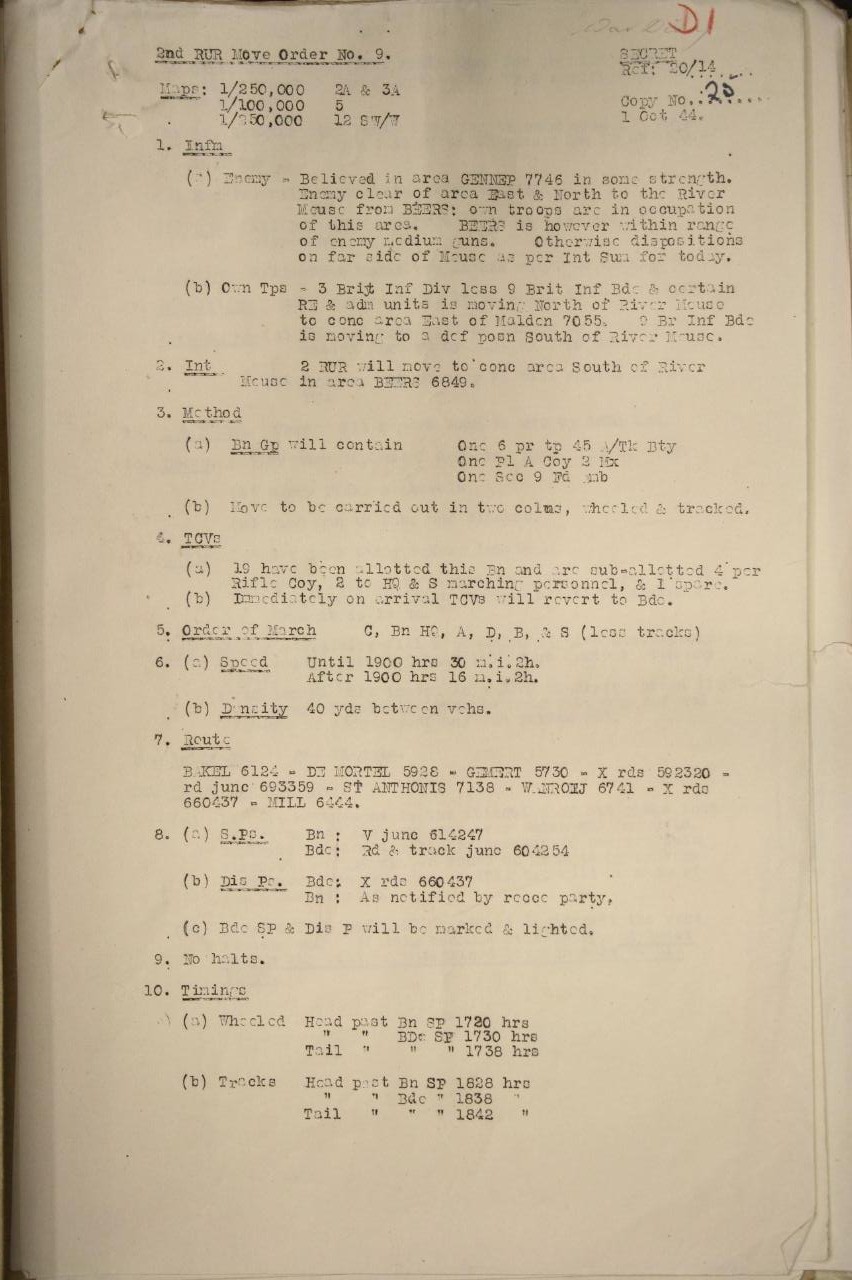 D1
2nd RUR Move Order No. 9.
SECRET
Ref: 30/14
Maps: 1/250,000 2A & 3A
1/100,000 5
Copy No. 25
1/250,000 12 SW/W
1 Oct 44.
1. Infm
(a) Enemy - Believed in area GENNEP 7746 in some strength.
Enemy clear of area East & North to the River
Meuse from BEERS: own troops are in occupation
of this area. BEERS is however within range
of enemy medium guns. Otherwise dispositions
on far side of Meuse as per Int Sum for today.
(b) Own Tps - 3 Brit Inf Div less 9 Brit Inf Bde & certain
RE & adm units is moving North of River Meuse
to conc area East of Malden 7055. 9 Br Inf Bde
is moving to a def posn South of River Meuse.
2. Int 2 RUR will move to conc area South of River
Meuse in area BEERS 6849.
3. Method
(a) Bn Gp will contain One 6 pr tp 45 A/Tk Bty
One Pl A Coy 2 Mx
One Sec 9 Fd Amb
(b) Move to be carried out in two colms, wheeled & tracked.
4. TCVs
(a) 19 have been allotted this Bn and are sub-allotted 4 per
Rifle Coy, 2 to HQ & S marching personnel, & 1 spare.
(b) Immediately on arrival TCVs will revert to Bde.
5. Order of March C, Bn HQ, A, D, B, & S (less tracks)
6. (a) Speed Until 1900 hrs 30 m.i.2h.
After 1900 hrs 16 m.i.2h.
(b) Density 40 yds between vehs.
7. Route
BAKEL 6124 - DE MORTEL 5928 - GEMERT 5730 - X rds 592320 -
rd junc 693359 - ST ANTHONIS 7138 - WANROIJ 6741 - X rds
660437 - MILL 6444.
8. (a) S.Ps. Bn : V junc 614247
Bde: Rd & track junc 604254
(b) Dis Ps. Bde: X rds 660437
Bn : As notified by recce party.
(c) Bde SP & Dis P will be marked & lighted.
9. No halts.
10. Timings
(a) Wheeled Head past Bn SP 1720 hrs
" " BDe SP 1730 hrs
Tail " " " 1738 hrs
(b) Tracks Head past Bn SP 1828 hrs
" " Bde " 1838 "
Tail " " " 1842 "